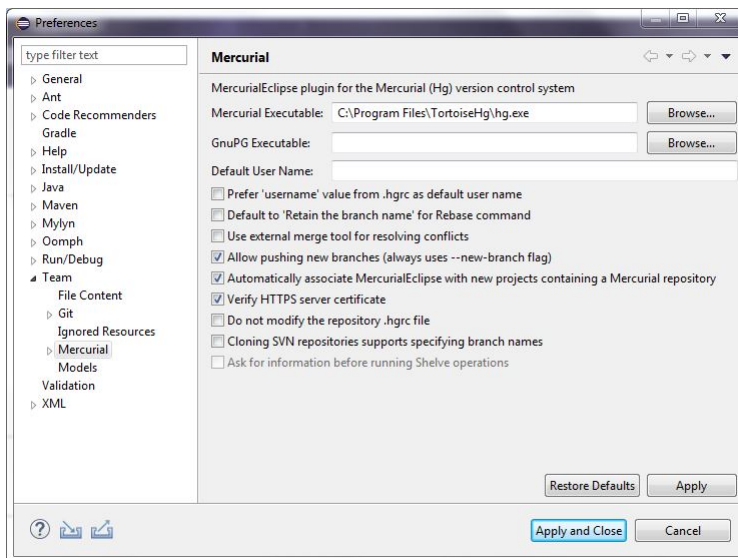 Preferences
type filter text
General
Ant
Code Recommenders
Gradle
Help
Install/Update
Java
Maven
Mylyn
Oomph
Run/Debug
Team
File Content
Git
Ignored Resources
Mercurial
Models
Validation
XML
Mercurial
MercurialEclipse plugin for the Mercurial (Hg) version control system
Mercurial Executable: C:\Program Files\TortoiseHg\hg.exe Browse...
GnuPG Executable: Browse...
Default User Name:
Prefer 'username' value from .hgrc as default user name
Default to 'Retain the branch name' for Rebase command
Use external merge tool for resolving conflicts
Allow pushing new branches (always uses --new-branch flag)
Automatically associate MercurialEclipse with new projects containing a Mercurial repository
Verify HTTPS server certificate
Do not modify the repository .hgrc file
Cloning SVN repositories supports specifying branch names
Ask for information before running Shelve operations
Restore Defaults Apply
Apply and Close Cancel